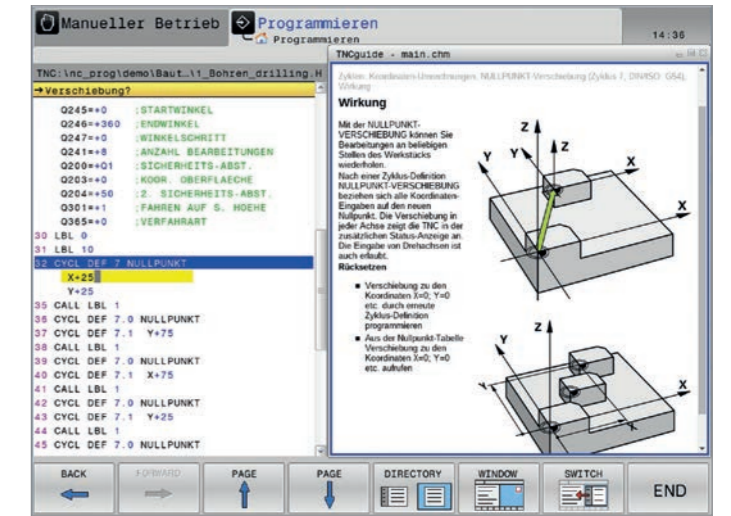 Manueller Betrieb
Programmieren
Programmieren
14:36
TNCguide - main.chm
TNC:\nc_prog\demo\Baut…\1_Bohren_drilling.H
→Verschiebung?
Q245=+0 ;STARTWINKEL
Q246=+360 ;ENDWINKEL
Q247=+0 ;WINKELSCHRITT
Q241=+8 ;ANZAHL BEARBEITUNGEN
Q200=+Q1 ;SICHERHEITS-ABST.
Q203=+0 ;KOOR. OBERFLAECHE
Q204=+50 ;2. SICHERHEITS-ABST.
Q301=+1 ;FAHREN AUF S. HOEHE
Q365=+0 ;VERFAHRART
30 LBL 0
31 LBL 10
32 CYCL DEF 7 NULLPUNKT
X+25
Y+25
35 CALL LBL 1
36 CYCL DEF 7.0 NULLPUNKT
37 CYCL DEF 7.1 Y+75
38 CALL LBL 1
39 CYCL DEF 7.0 NULLPUNKT
40 CYCL DEF 7.1 X+75
41 CALL LBL 1
42 CYCL DEF 7.0 NULLPUNKT
43 CYCL DEF 7.1 Y+25
44 CALL LBL 1
45 CYCL DEF 7.0 NULLPUNKT
Zyklen: Koordinaten-Umrechnungen, NULLPUNKT-Verschiebung (Zyklus 7, DIN/ISO: G54),
Wirkung
Wirkung
Mit der NULLPUNKT-
VERSCHIEBUNG können Sie
Bearbeitungen an beliebigen
Stellen des Werkstücks
wiederholen.
Nach einer Zyklus-Definition
NULLPUNKT-VERSCHIEBUNG
beziehen sich alle Koordinaten-
Eingaben auf den neuen
Nullpunkt. Die Verschiebung in
jeder Achse zeigt die TNC in der
zusätzlichen Status-Anzeige an.
Die Eingabe von Drehachsen ist
auch erlaubt.
Rücksetzen
■ Verschiebung zu den
Koordinaten X=0; Y=0
etc. durch erneute
Zyklus-Definition
programmieren
■ Aus der Nullpunkt-Tabelle
Verschiebung zu den
Koordinaten X=0; Y=0
etc. aufrufen
Z
Z
Y
Y
X
X
Z
Y
X
Y
X
BACK
FORWARD
PAGE
PAGE
DIRECTORY
WINDOW
SWITCH
END